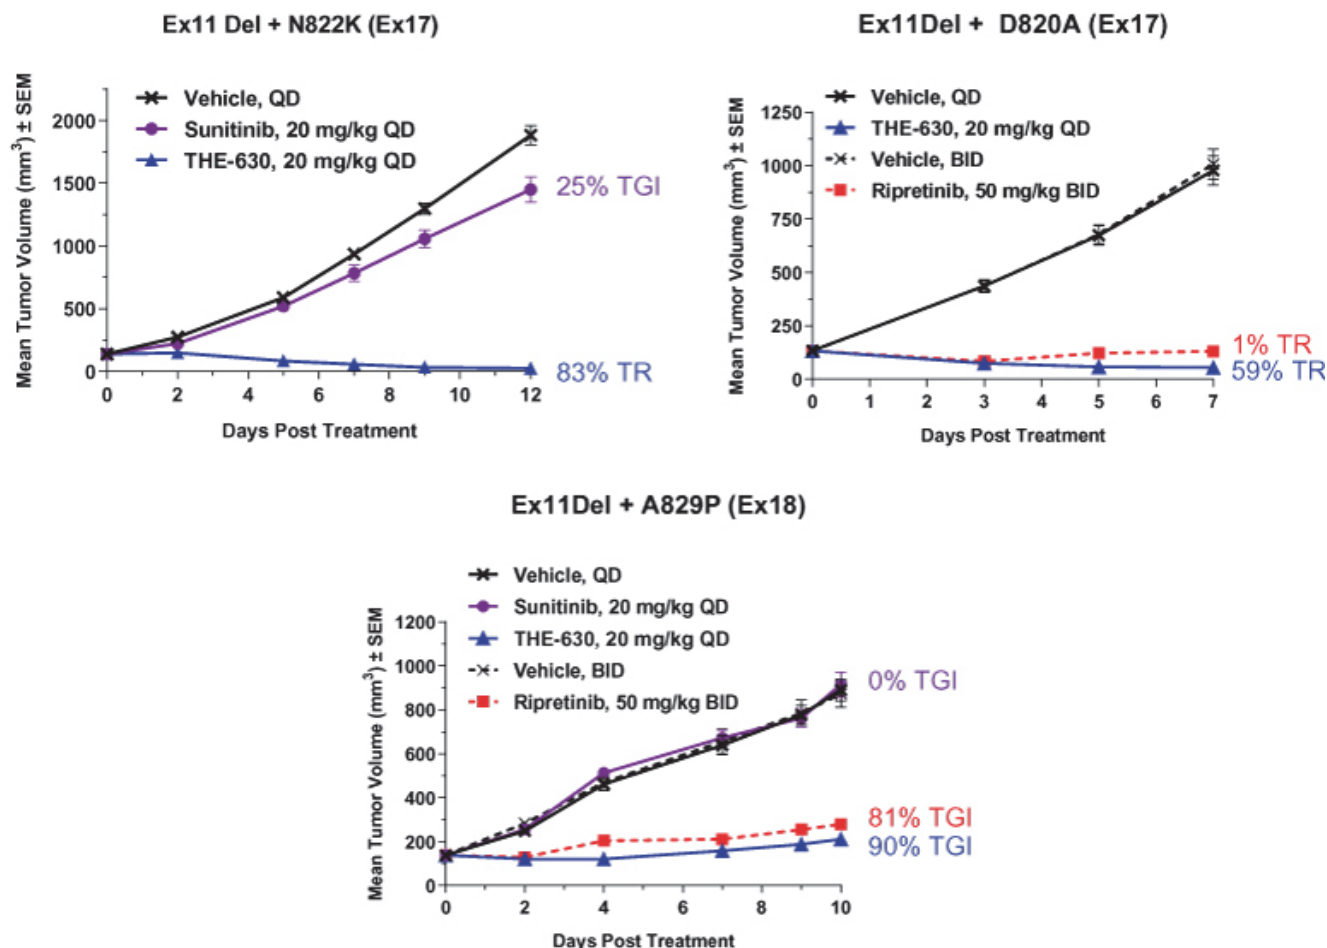 Ex11 Del + N822K (Ex17)
Mean Tumor Volume (mm³) ± SEM
Vehicle, QD
Sunitinib, 20 mg/kg QD
THE-630, 20 mg/kg QD
2000
1500
1000
500
0
25% TGI
83% TR
0 2 4 6 8 10 12
Days Post Treatment
Ex11Del + D820A (Ex17)
Mean Tumor Volume (mm³) ± SEM
Vehicle, QD
THE-630, 20 mg/kg QD
Vehicle, BID
Ripretinib, 50 mg/kg BID
1250
1000
750
500
250
0
1% TR
59% TR
0 1 2 3 4 5 6 7
Days Post Treatment
Ex11Del + A829P (Ex18)
Mean Tumor Volume (mm³) ± SEM
Vehicle, QD
Sunitinib, 20 mg/kg QD
THE-630, 20 mg/kg QD
Vehicle, BID
Ripretinib, 50 mg/kg BID
1200
1000
800
600
400
200
0
0% TGI
81% TGI
90% TGI
0 2 4 6 8 10
Days Post Treatment